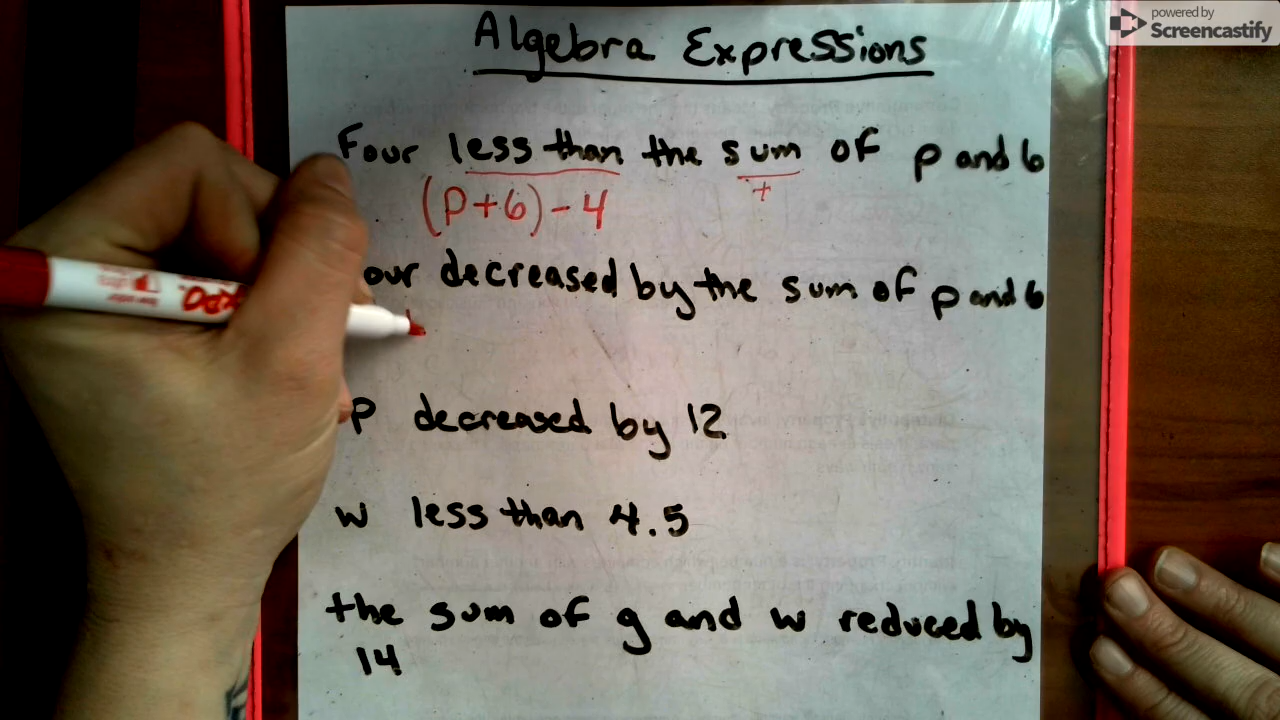 powered by
Screencastify
Algebra Expressions
Four less than the sum of p and 6
+
(p+6)-4
our decreased by the sum of p and 6
p decreased by 12
w less than 4.5
the sum of g and w reduced by
14